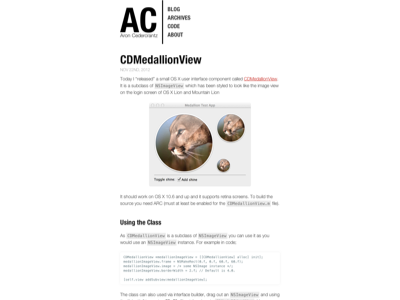 AC
Aron Cedercrantz
BLOG
ARCHIVES
CODE
ABOUT
CDMedallionView
Today I "released" a small OS X user interface component called CDMedallionView.
It is a subclass of NSImageView which has been styled to look like the image view
on the login screen of OS X Lion and Mountain Lion
Medallion Test App
Toggle shine
Add shine
It should work on OS X 10.6 and up and it supports retina screens. To build the
source you need ARC (must at least be enabled for the CDMedallionView.m file.
Using the Class
As CDMedallionView is a subclass of NSImageView you can use it as you
would use an NSImageView instance. For example in code:
The class can also used via interface builder, drag out an NSImageView and using